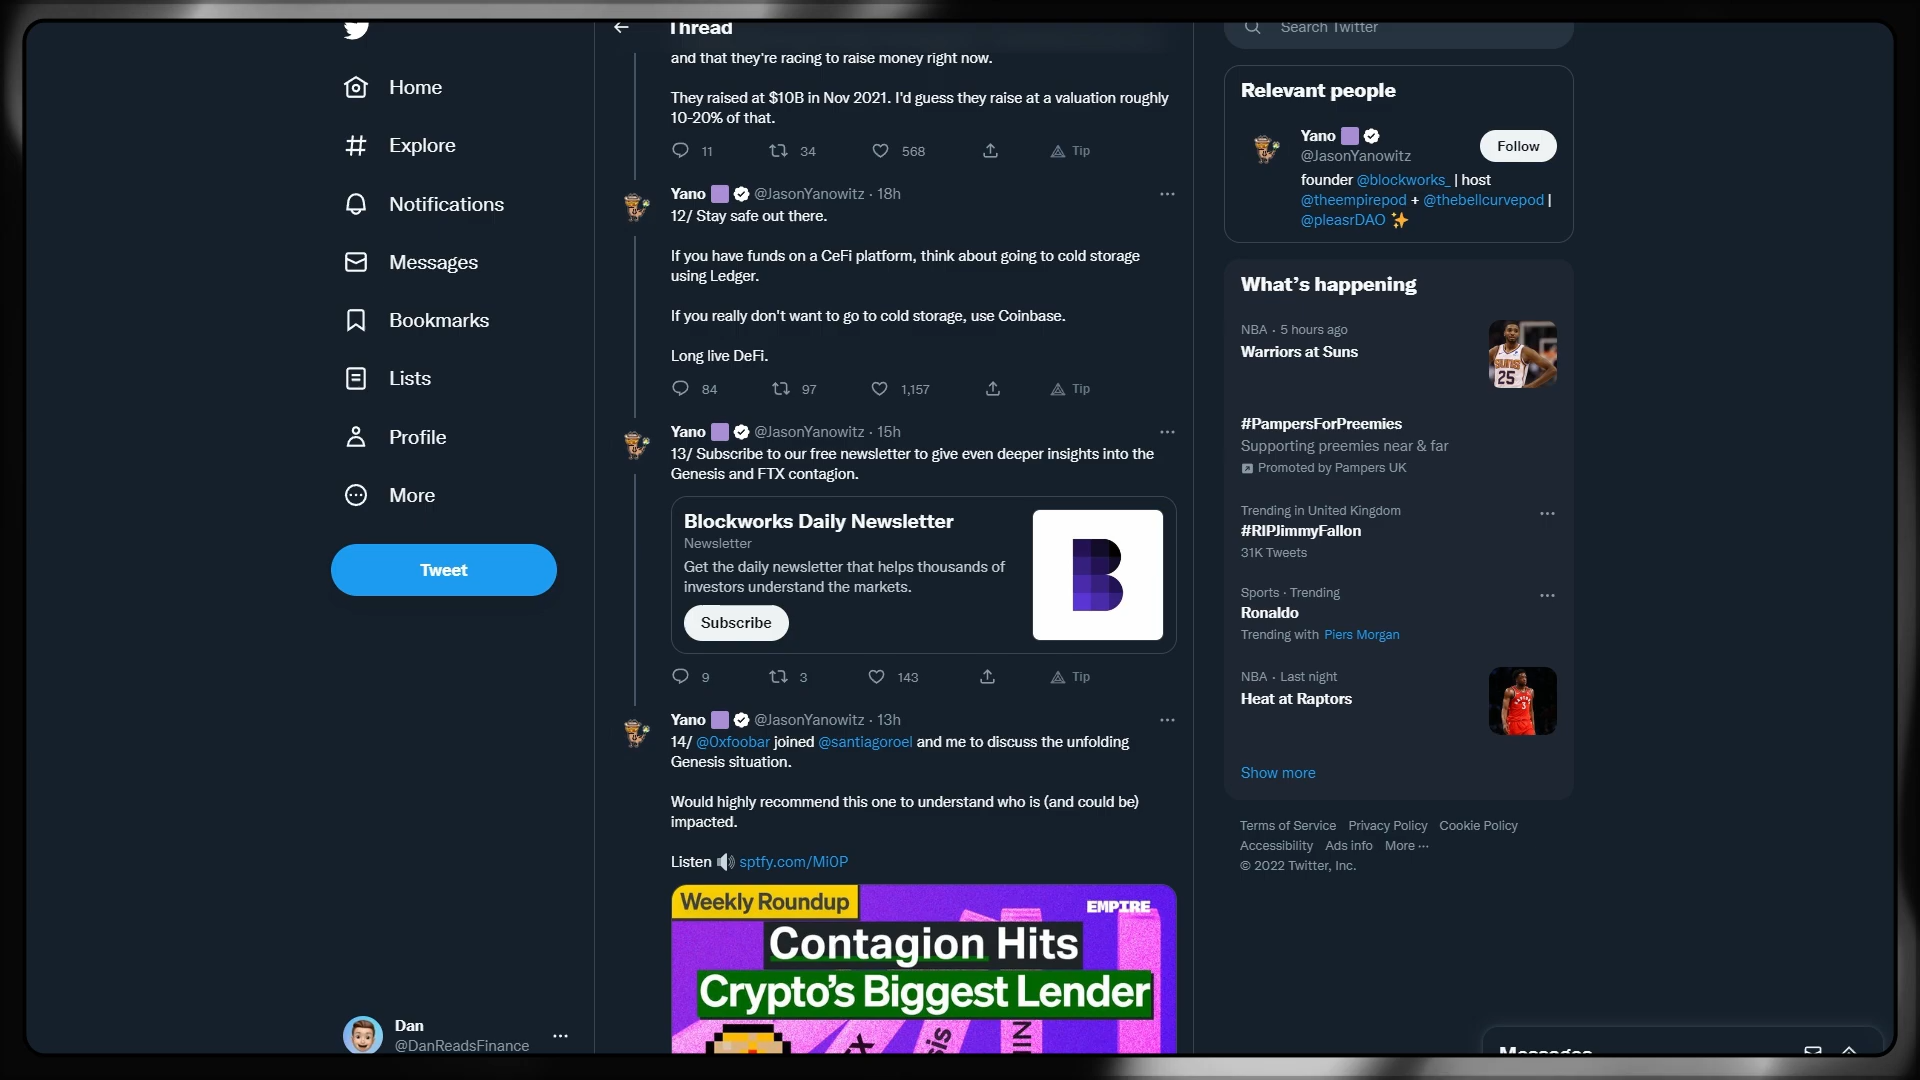 Home
Explore
Notifications
Messages
Bookmarks
Lists
Profile
More
Tweet
Dan
@DanReadsFinance
Thread
and that they're racing to raise money right now.
They raised at $10B in Nov 2021. I'd guess they raise at a valuation roughly
10-20% of that.
11 34 568 Tip
Yano @JasonYanowitz · 18h
12/ Stay safe out there.
If you have funds on a CeFi platform, think about going to cold storage
using Ledger.
If you really don't want to go to cold storage, use Coinbase.
Long live DeFi.
84 97 1,157 Tip
Yano @JasonYanowitz · 15h
13/ Subscribe to our free newsletter to give even deeper insights into the
Genesis and FTX contagion.
Blockworks Daily Newsletter
Newsletter
Get the daily newsletter that helps thousands of
investors understand the markets.
Subscribe
B
9 3 143 Tip
Yano @JasonYanowitz · 13h
14/ @0xfoobar joined @santiagoroel and me to discuss the unfolding
Genesis situation.
Would highly recommend this one to understand who is (and could be)
impacted.
Listen 🔊 sptfy.com/Mi0P
Weekly Roundup
EMPIRE
Contagion Hits
Crypto's Biggest Lender
Search Twitter
Relevant people
Yano
@JasonYanowitz
Follow
founder @blockworks_ | host
@theempirepod + @thebellcurvepod |
@pleasrDAO ✨
What's happening
NBA · 5 hours ago
Warriors at Suns
SUNS
25
#PampersForPreemies
Supporting preemies near & far
Promoted by Pampers UK
Trending in United Kingdom
#RIPJimmyFallon
31K Tweets
Sports · Trending
Ronaldo
Trending with Piers Morgan
NBA · Last night
Heat at Raptors
3
Show more
Terms of Service Privacy Policy Cookie Policy
Accessibility Ads info More ···
© 2022 Twitter, Inc.
Messages